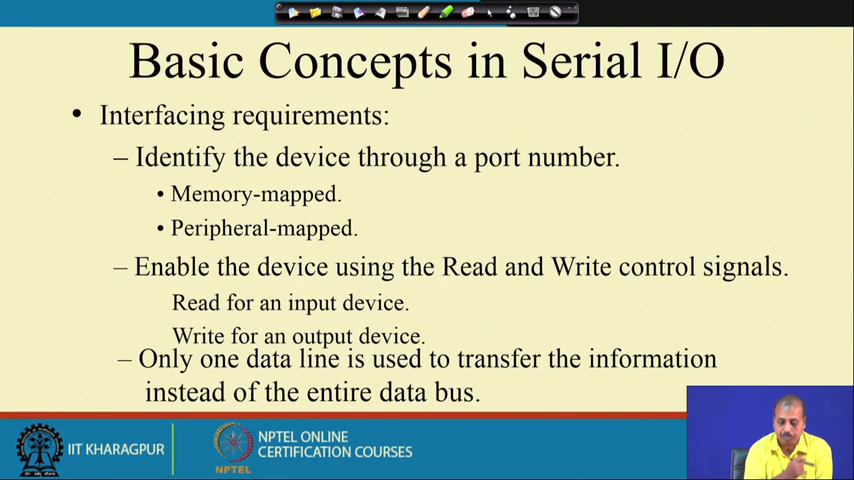 Basic Concepts in Serial I/O
• Interfacing requirements:
– Identify the device through a port number.
• Memory-mapped.
• Peripheral-mapped.
– Enable the device using the Read and Write control signals.
Read for an input device.
Write for an output device.
– Only one data line is used to transfer the information
instead of the entire data bus.
IIT KHARAGPUR
NPTEL
NPTEL ONLINE
CERTIFICATION COURSES